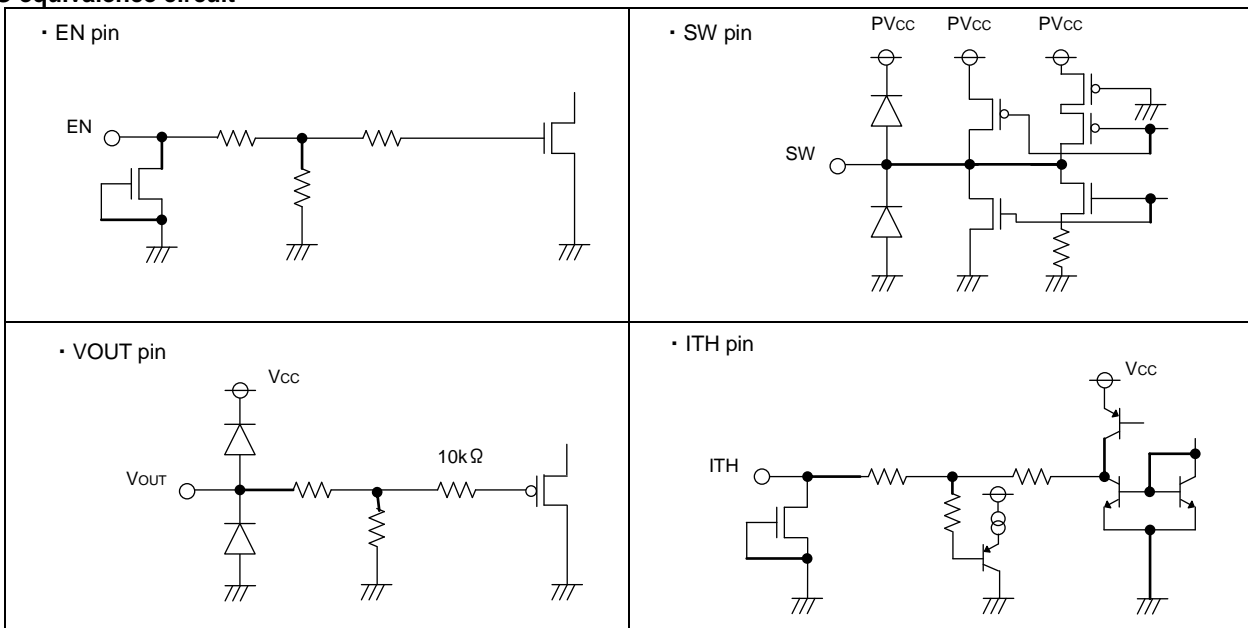 equivalence circuit
・EN pin
EN
・SW pin
PVCC PVCC PVCC
SW
・VOUT pin
VCC
VOUT
10kΩ
・ITH pin
VCC
ITH